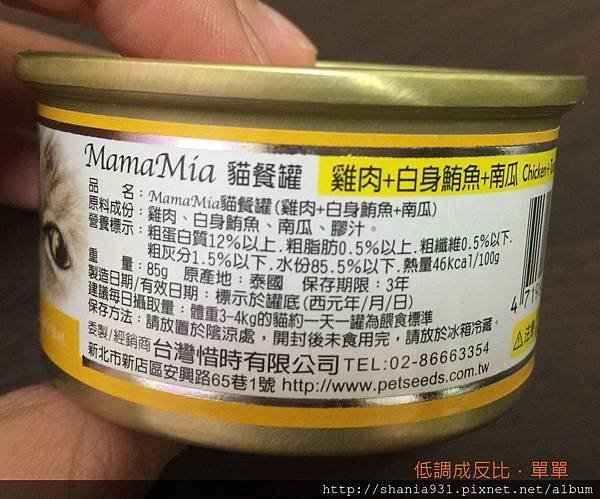 MamaMia 貓餐罐 雞肉+白身鮪魚+南瓜 Chicken+
品 名：MamaMia貓餐罐(雞肉+白身鮪魚+南瓜)
原料成份：雞肉、白身鮪魚、南瓜、膠汁。
營養標示：粗蛋白質12%以上.粗脂肪0.5%以上.粗纖維0.5%以下.
粗灰分1.5%以下.水份85.5%以下.熱量46kcal/100g
重 量：85g 原產地：泰國 保存期限：3年
製造日期/有效日期：標示於罐底(西元年/月/日)
建議每日攝取量：體重3-4kg的貓約一天一罐為餵食標準
保存方法：請放置於陰涼處，開封後未食用完，請放於冰箱冷藏。
委製/經銷商 台灣惜時有限公司 TEL:02-86663354
新北市新店區安興路65巷1號 http://www.petseeds.com.tw
4 719
注意
低調成反比．單單
http://shania931.pixnet.net/album